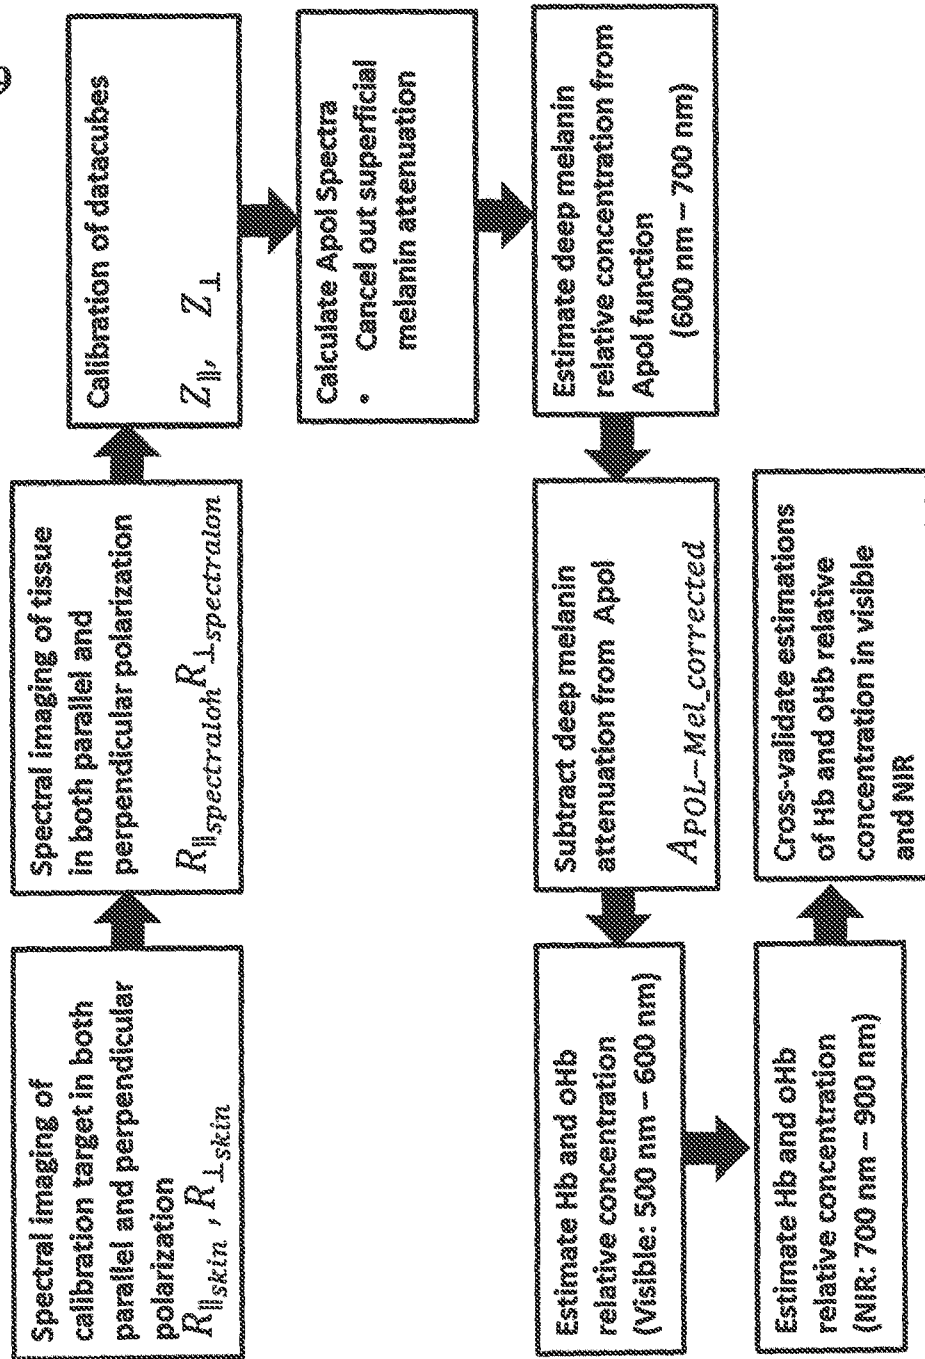 Spectral imaging of
calibration target in both
parallel and perpendicular
polarization
R∥skin , R⊥skin
Spectral imaging of tissue
in both parallel and
perpendicular polarization
R∥spectraloh R⊥spectralon
Calibration of datacubes
Z∥, Z⊥
Calculate Apol Spectra
• Cancel out superficial
melanin attenuation
Estimate deep melanin
relative concentration from
Apol function
(600 nm – 700 nm)
Subtract deep melanin
attenuation from Apol
APOL–Mel_corrected
Estimate Hb and oHb
relative concentration
(Visible: 500 nm – 600 nm)
Estimate Hb and oHb
relative concentration
(NIR: 700 nm – 900 nm)
Cross-validate estimations
of Hb and oHb relative
concentration in visible
and NIR